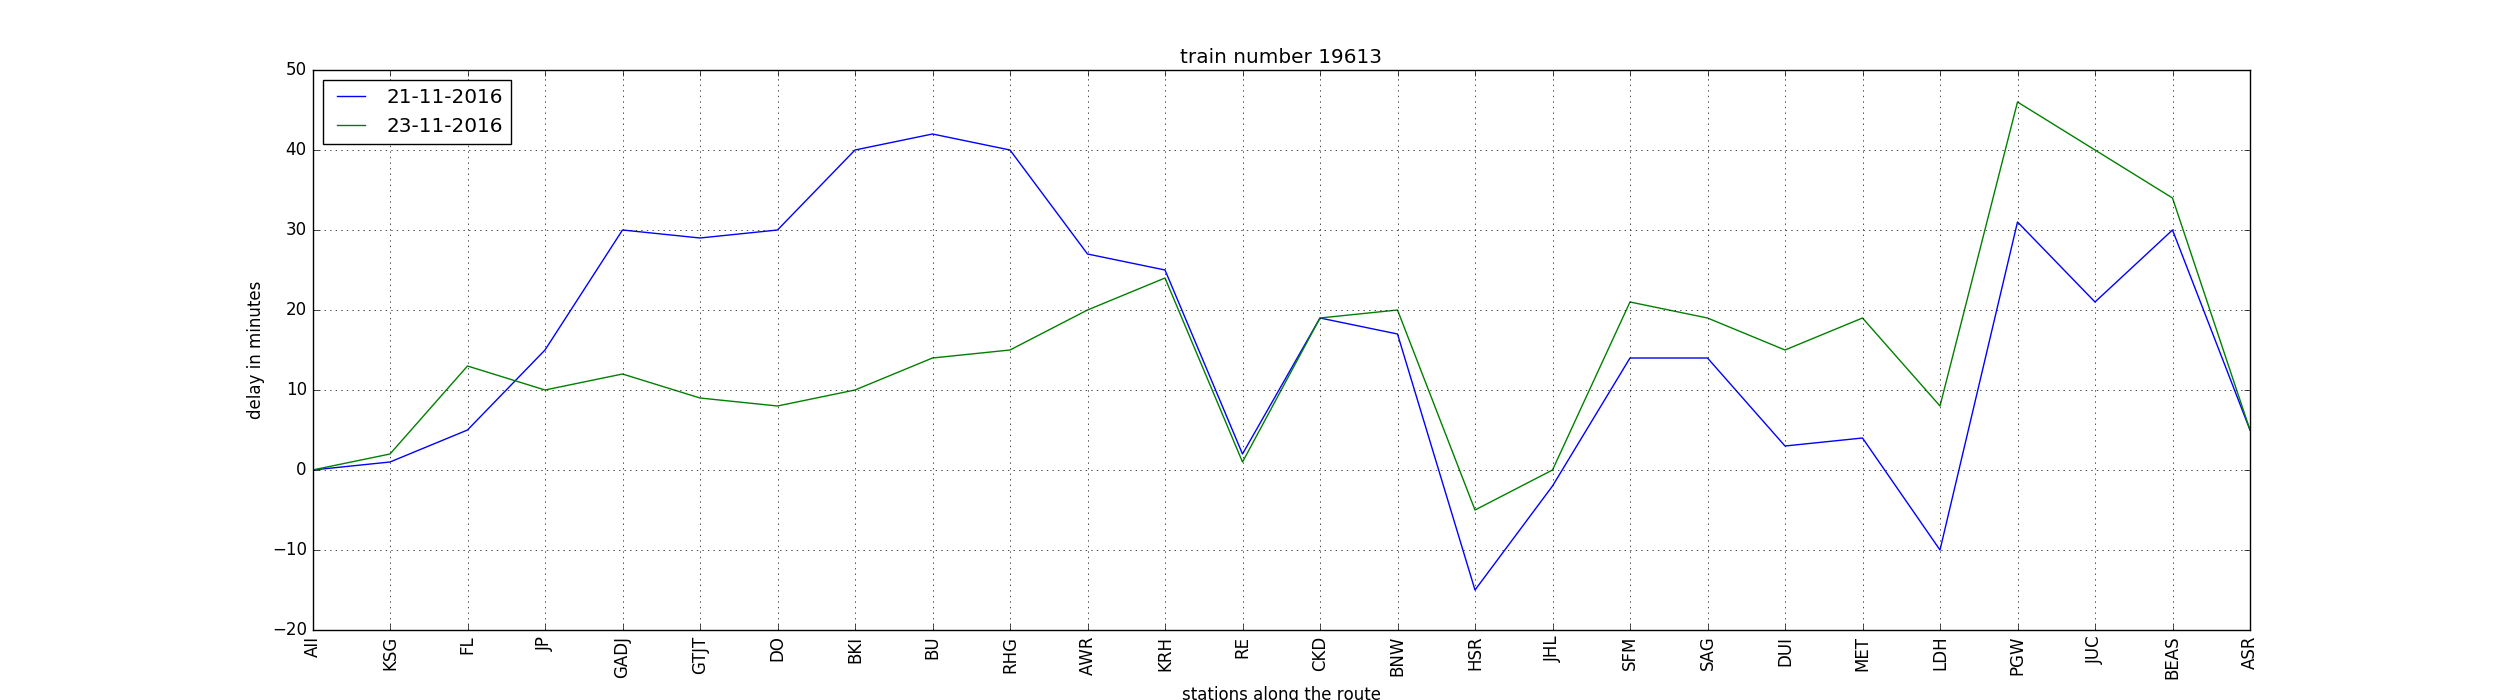 train number 19613
21-11-2016
23-11-2016
50
40
30
20
10
0
−10
−20
delay in minutes
AII
KSG
FL
JP
GADJ
GTJT
DO
BKI
BU
RHG
AWR
KRH
RE
CKD
BNW
HSR
JHL
SFM
SAG
DUI
MET
LDH
PGW
JUC
BEAS
ASR
stations along the route